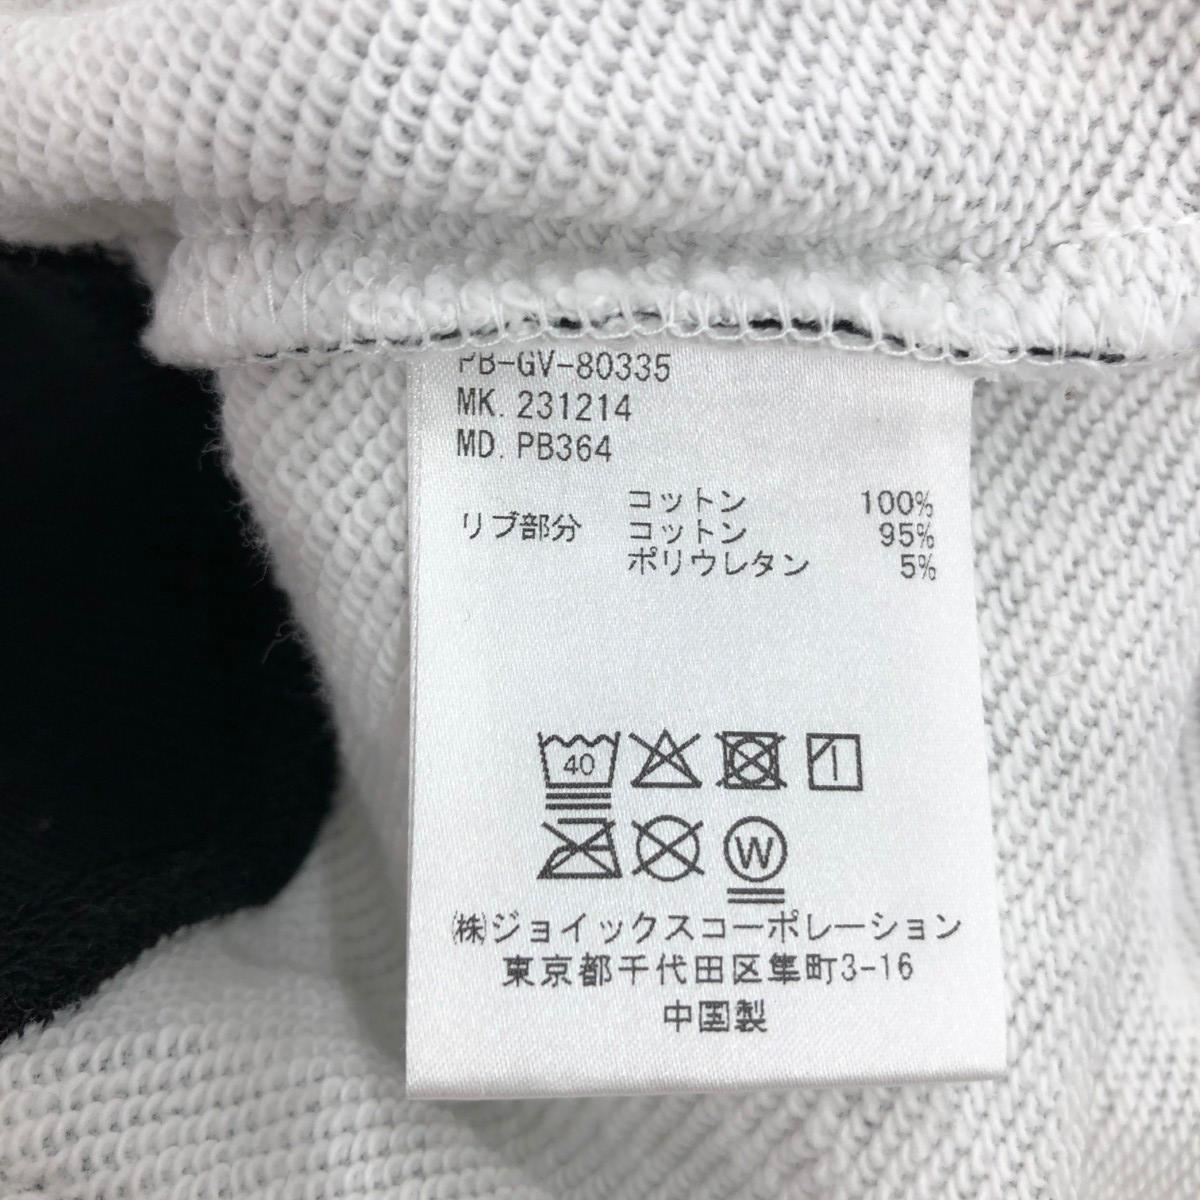 PB-GV-80335
MK. 231214
MD. PB364
コットン 100%
リブ部分 コットン 95%
ポリウレタン 5%
40
W
㈱ジョイックスコーポレーション
東京都千代田区隼町3-16
中国製